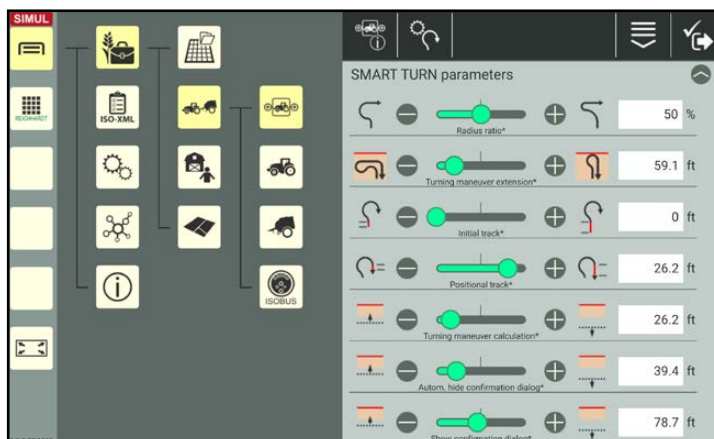 SIMUL
REICHHARDT
ISO-XML
ISOBUS
SMART TURN parameters
50 %
Radius ratio*
59.1 ft
Turning maneuver extension*
0 ft
Initial track*
26.2 ft
Positional track*
26.2 ft
Turning maneuver calculation*
39.4 ft
Autom. hide confirmation dialog*
78.7 ft
Show confirmation dialog*